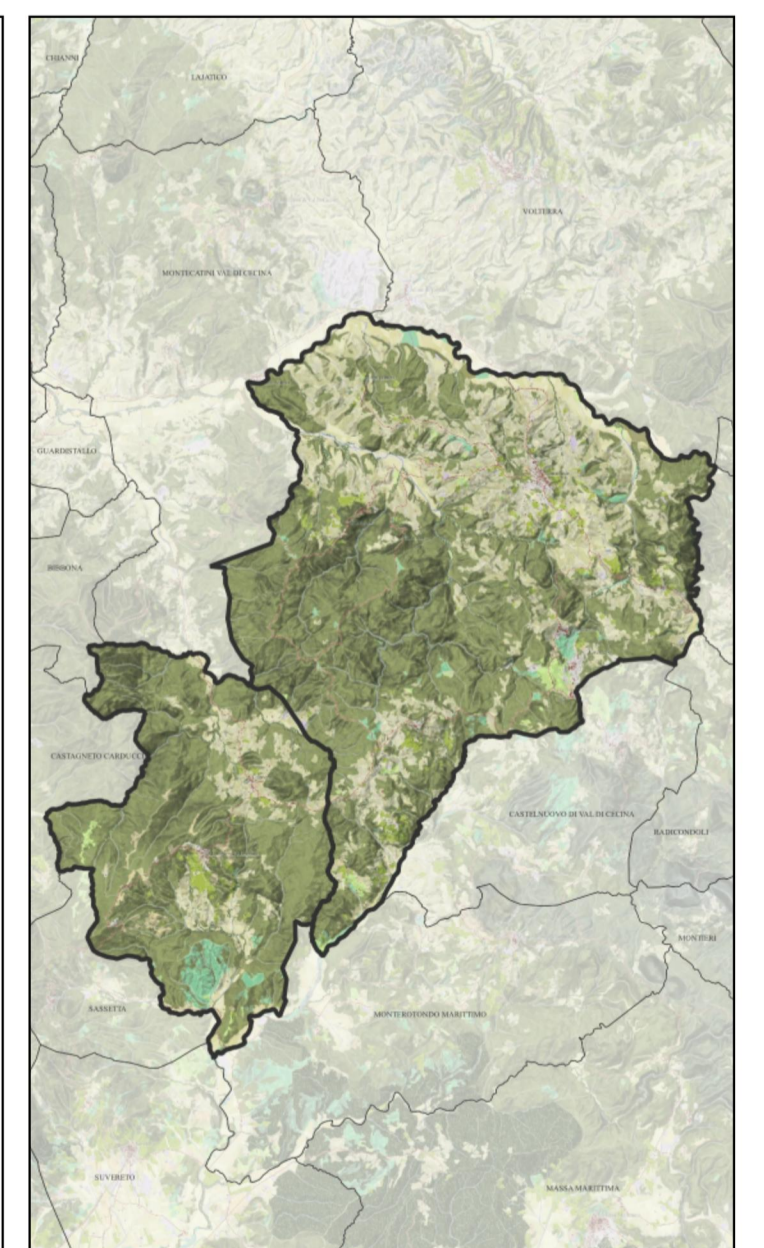 CHIANNI
LAJATICO
VOLTERRA
MONTECATINI VAL DI CECINA
GUARDISTALLO
BIBBONA
CASTAGNETO CARDUCCI
CASTELNUOVO DI VAL DI CECINA
RADICONDOLI
MONTIERI
SASSETTA
MONTEROTONDO MARITTIMO
SUVERETO
MASSA MARITTIMA